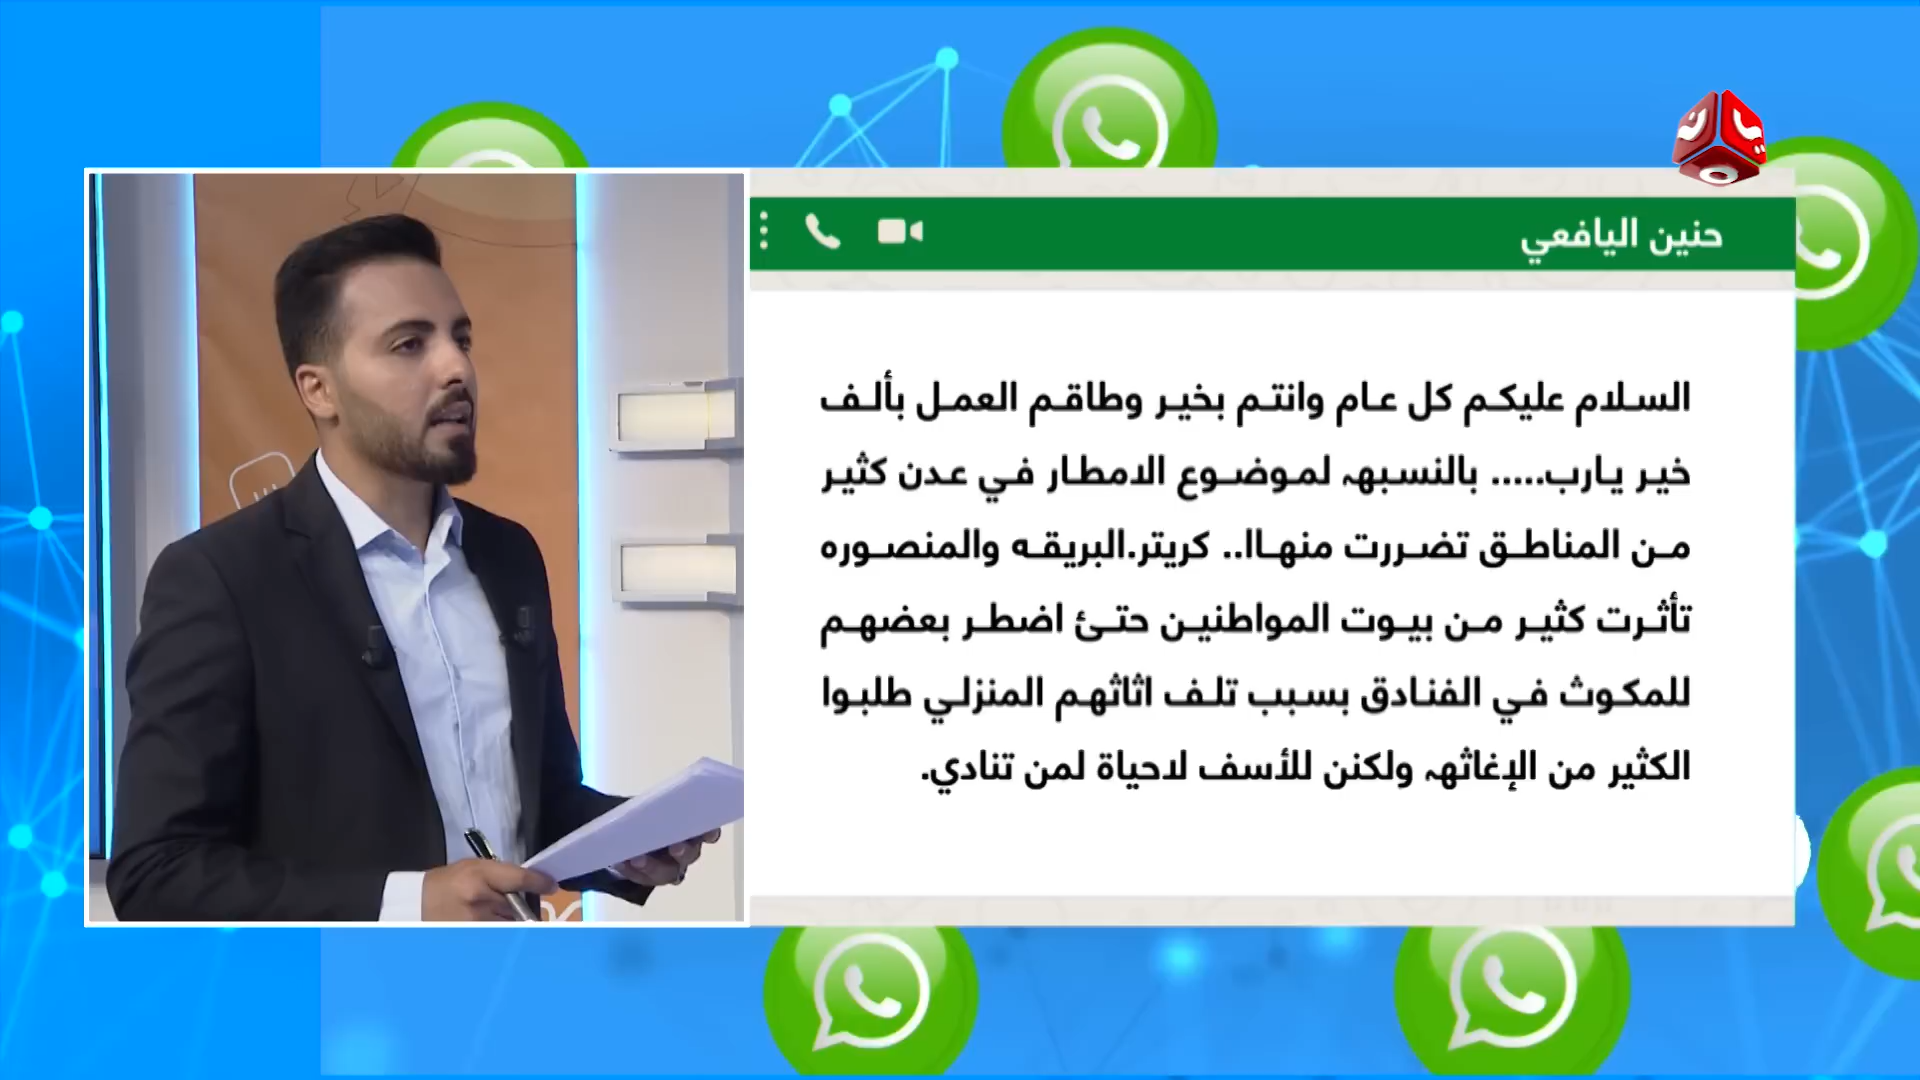 حنين اليافعي
السلام عليكم كل عام وانتم بخير وطاقم العمل بألف
خير يارب..... بالنسبهہ لموضوع الامطار في عدن كثير
من المناطق تضررت منهاا.. كريتر.البريقه والمنصوره
تأثرت كثير من بيوت المواطنين حتئ اضطر بعضهم
للمكوث في الفنادق بسبب تلف اثاثهم المنزلي طلبوا
الكثير من الإغاثهہ ولكنن للأسف لاحياة لمن تنادي.